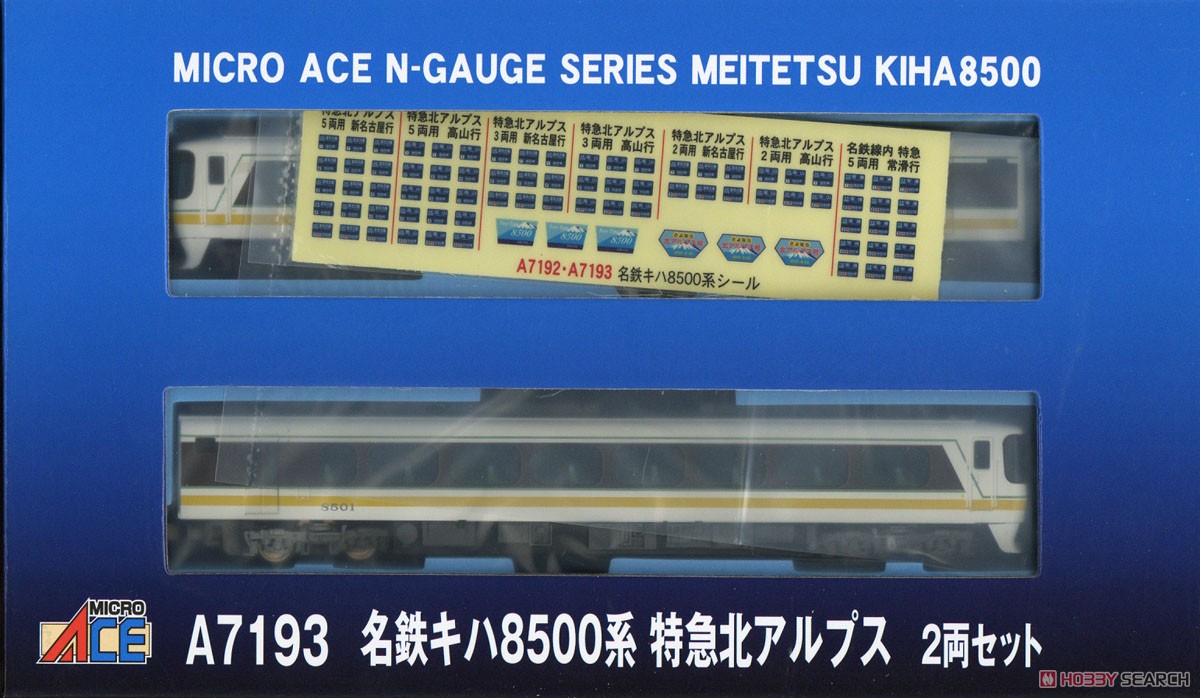 MICRO ACE N-GAUGE SERIES MEITETSU KIHA8500
特急北アルプス
5両用 新名古屋行
特急北アルプス
5両用 高山行
特急北アルプス
3両用 新名古屋行
特急北アルプス
3両用 高山行
特急北アルプス
2両用 新名古屋行
特急北アルプス
2両用 高山行
名鉄線内 特急
5両用 常滑行
8500
8500
8500
A7192・A7193 名鉄キハ8500系シール
8501
MICRO
ACE
A7193 名鉄キハ8500系 特急北アルプス 2両セット
HOBBY SEARCH